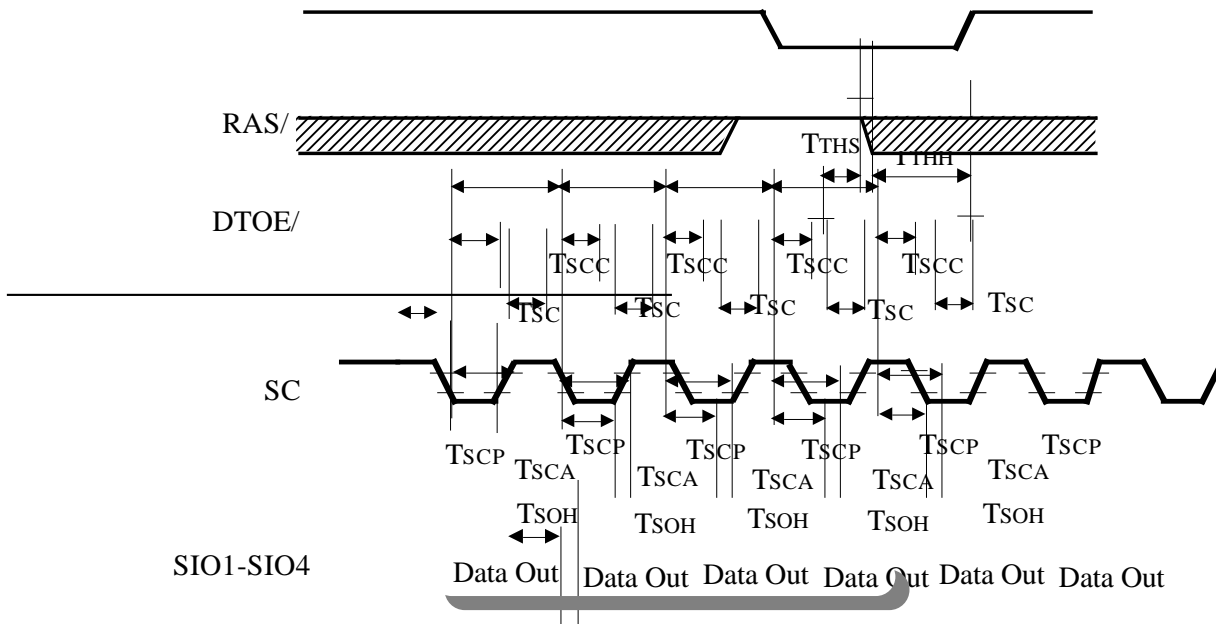 RAS/
TTHS
TTHH
DTOE/
TSCC TSCC TSCC TSCC
TSC TSC TSC TSC TSC
SC
TSCP TSCP TSCP TSCP TSCP TSCP
TSCA TSCA TSCA TSCA TSCA
TSOH TSOH TSOH TSOH TSOH
SIO1-SIO4
Data Out Data Out Data Out Data Out Data Out Data Out